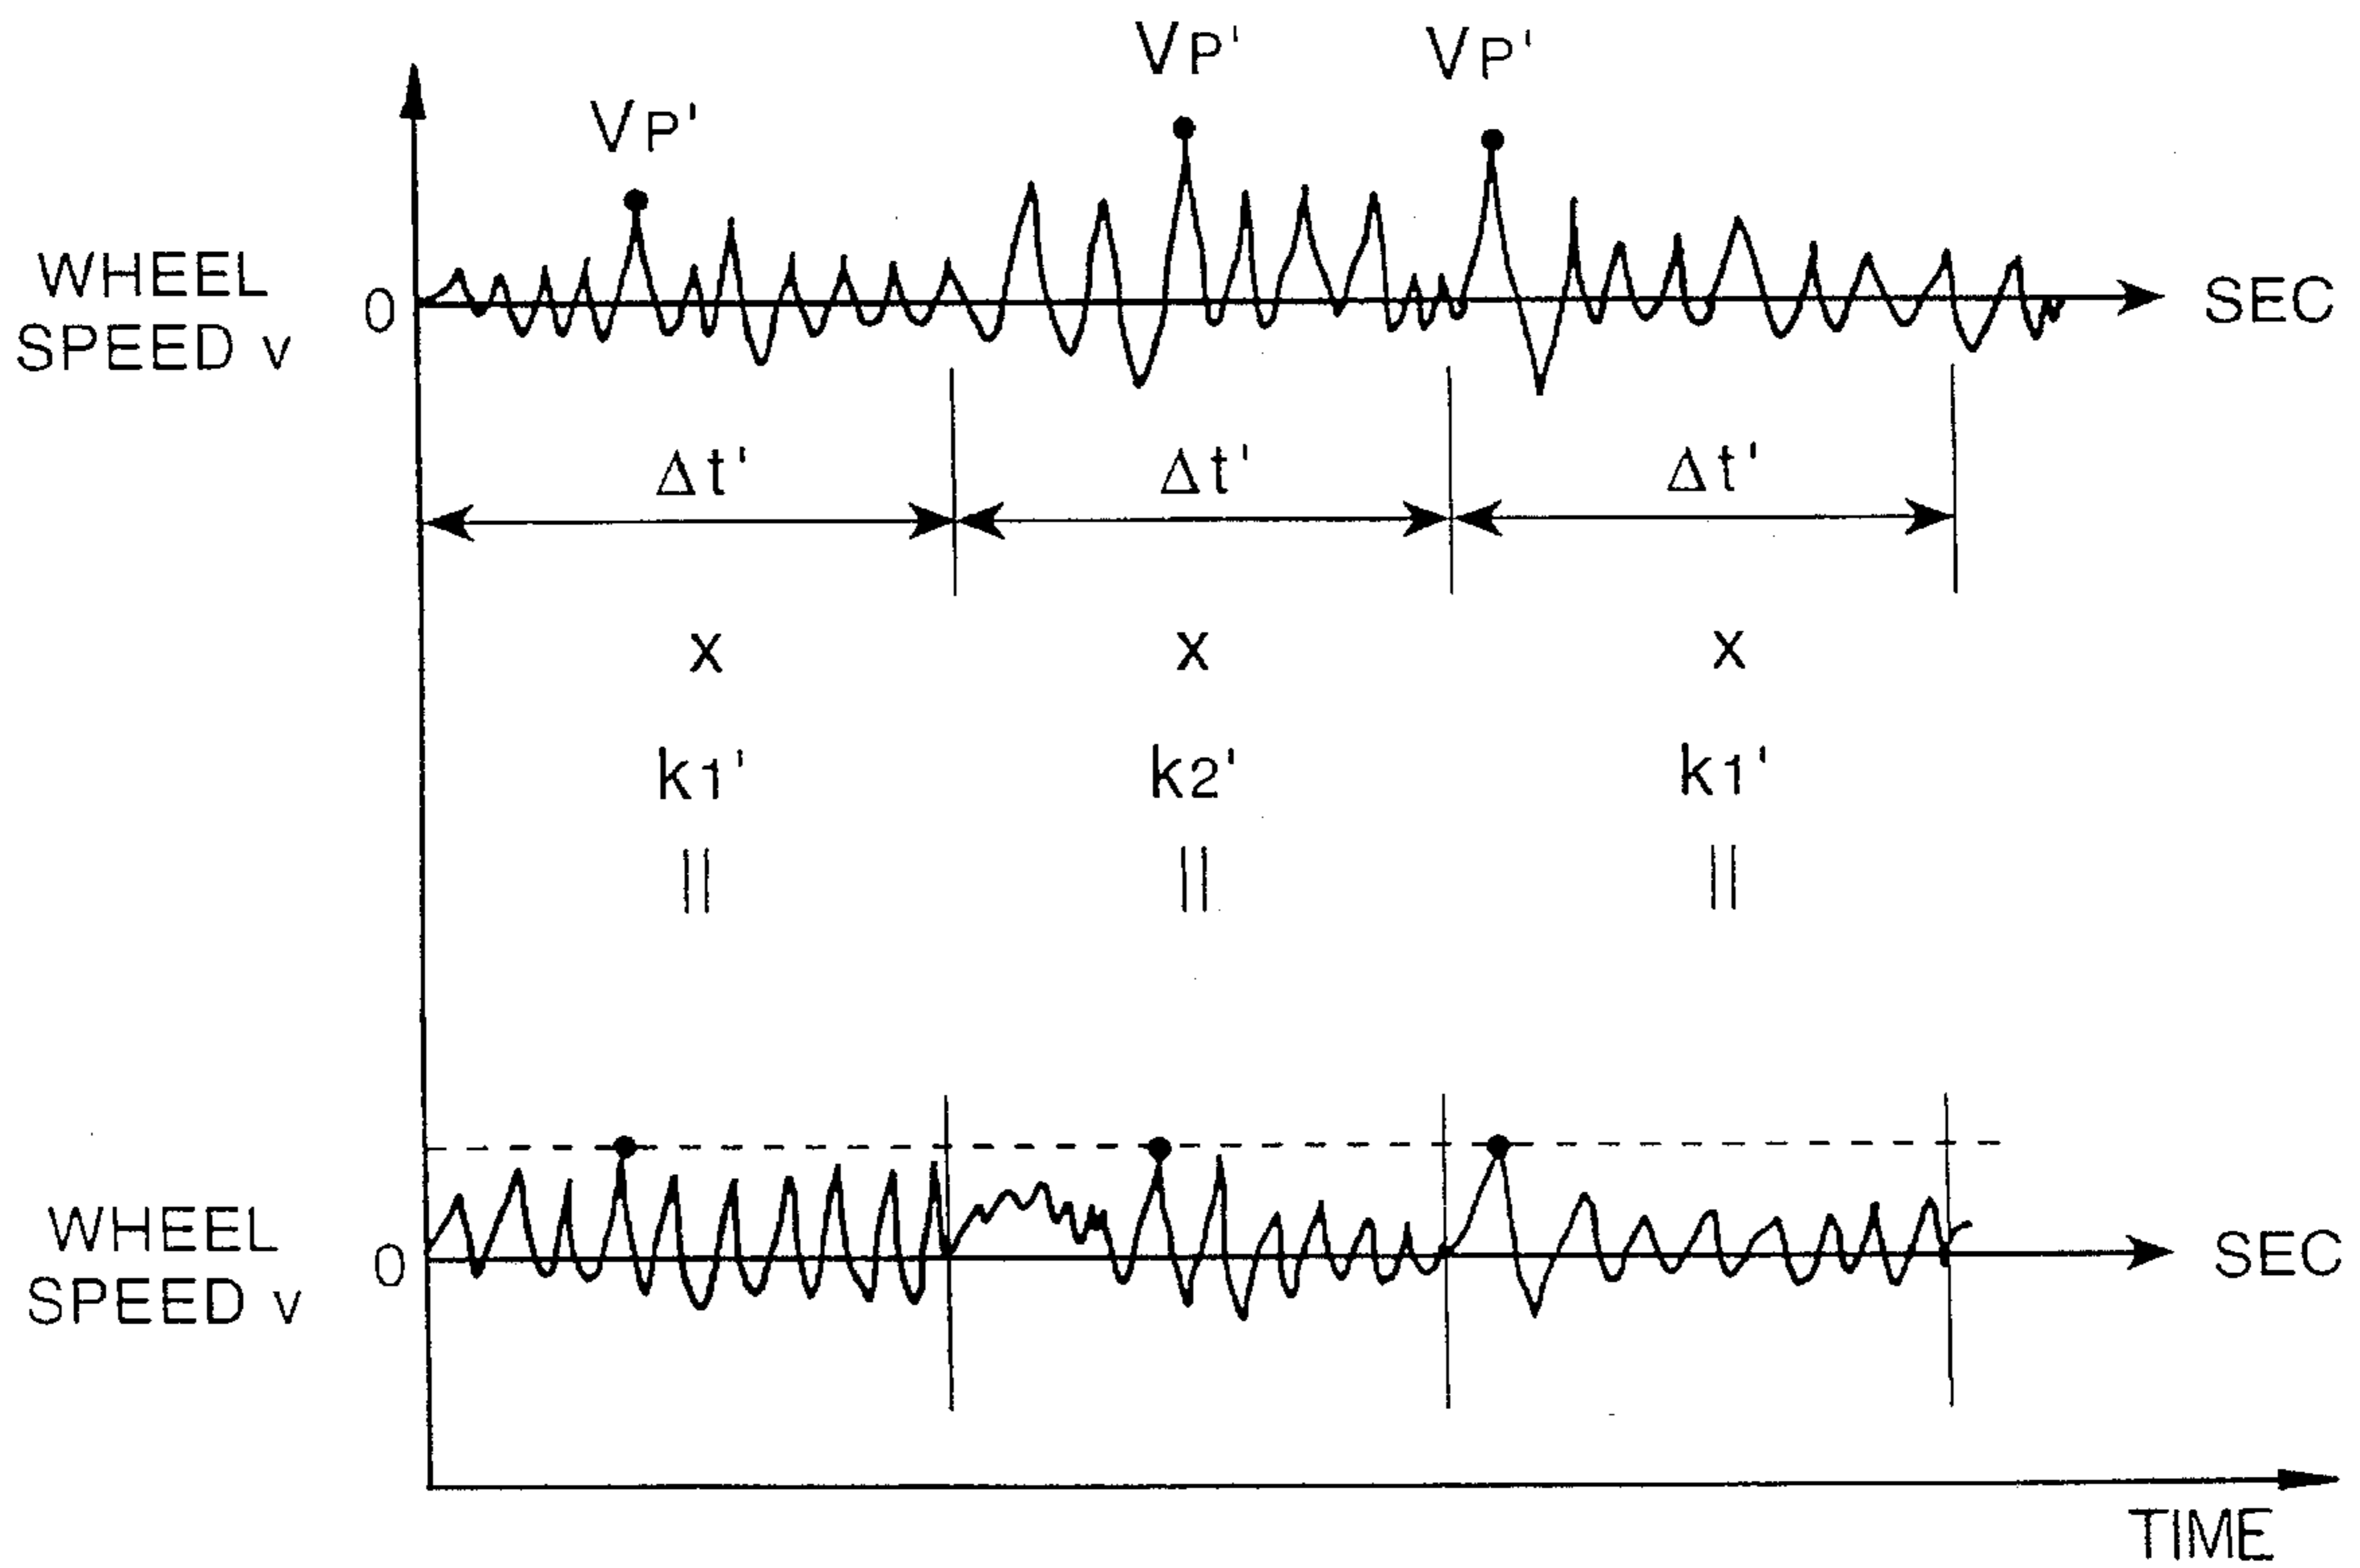 VP' VP' VP'
WHEEL
SPEED v
0
SEC
Δt' Δt' Δt'
x x x
k1' k2' k1'
|| || ||
WHEEL
SPEED v
0
SEC
TIME